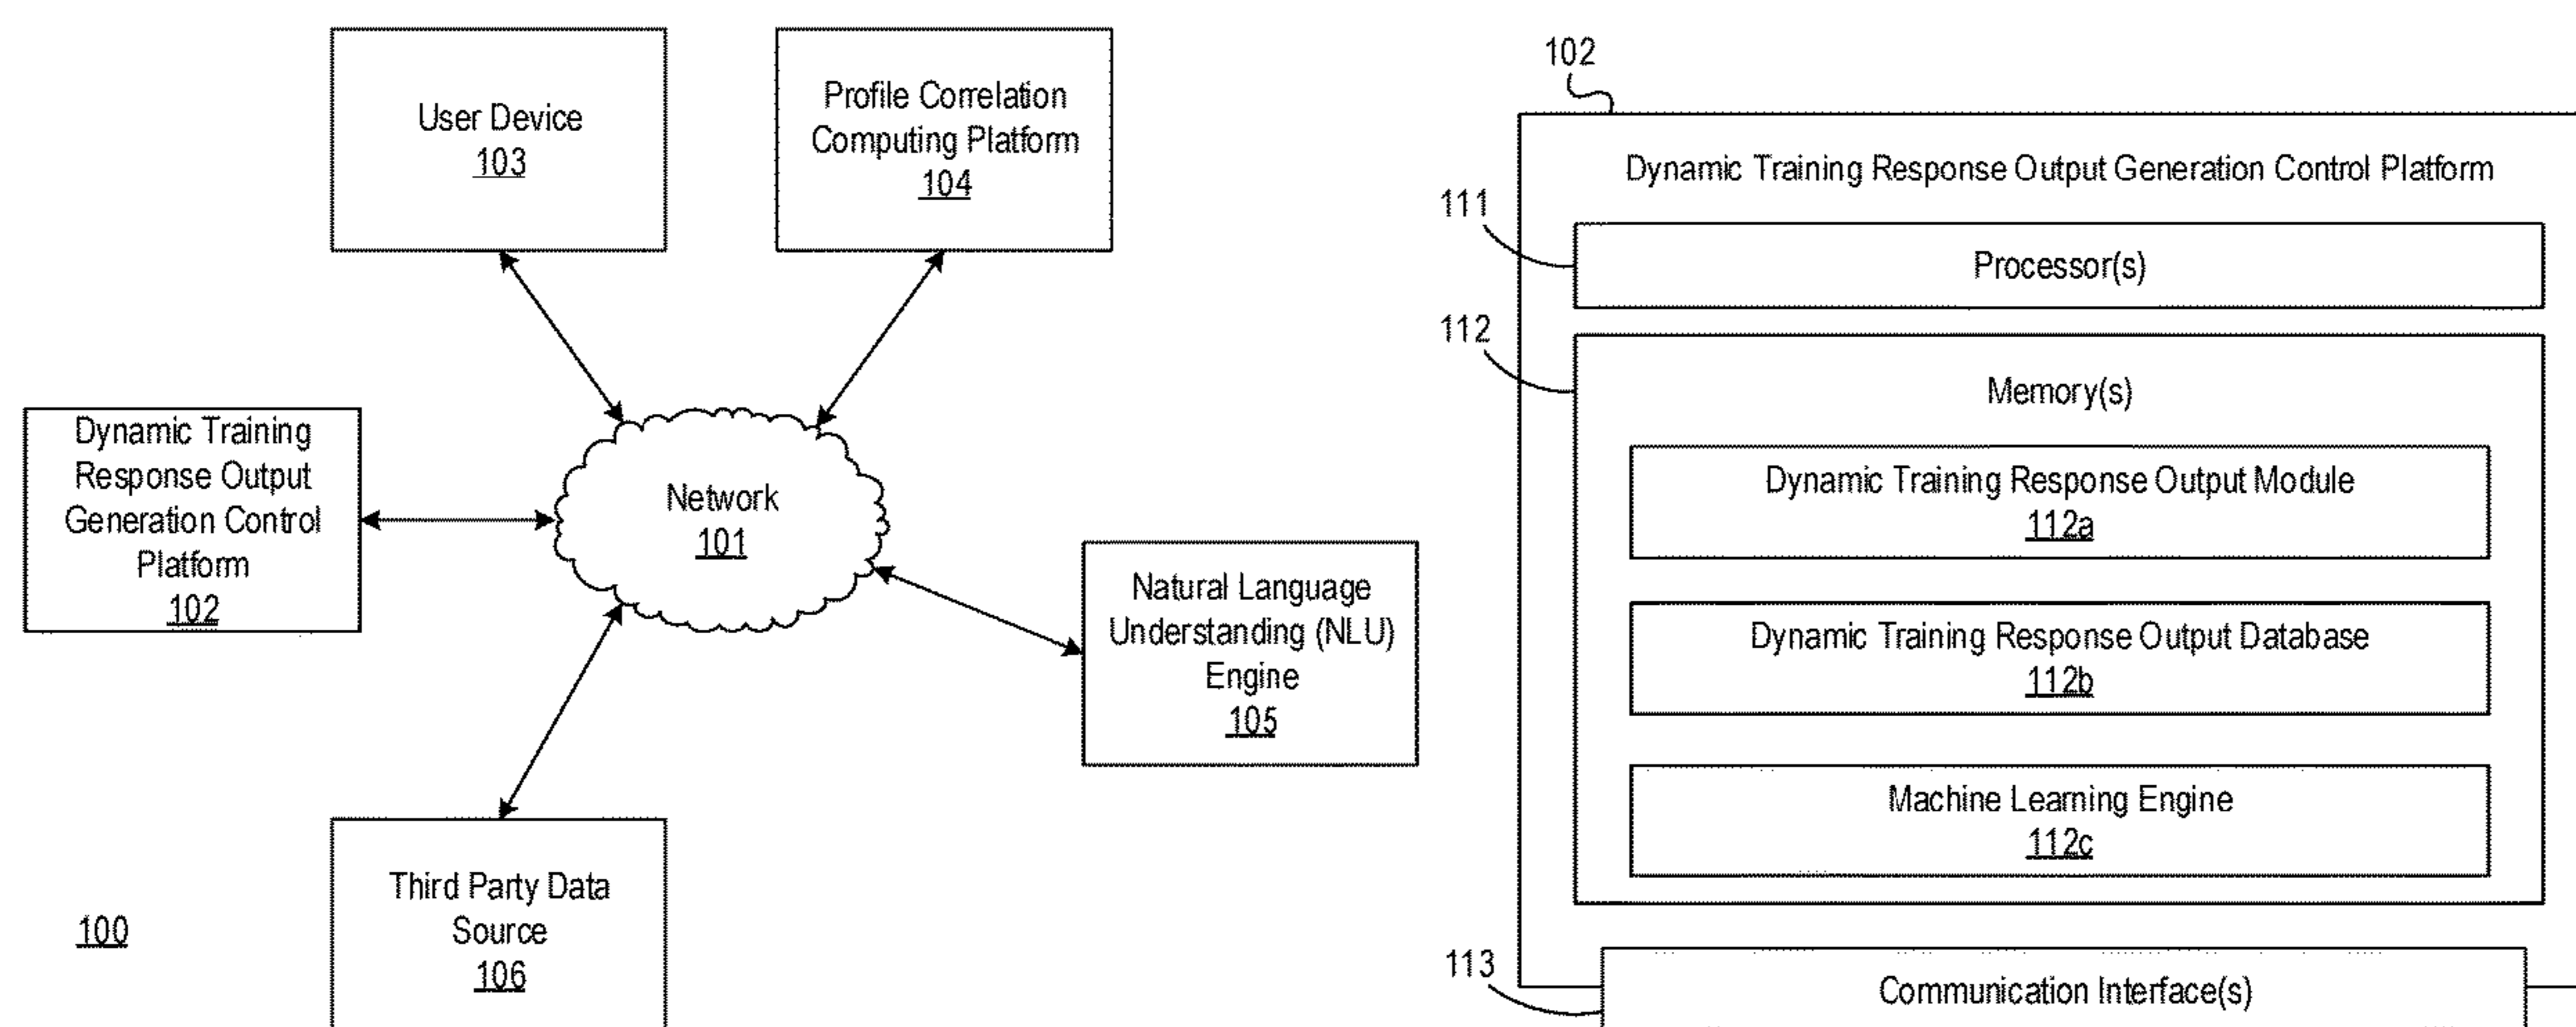 User Device
103
Profile Correlation
Computing Platform
104
Dynamic Training
Response Output
Generation Control
Platform
102
Network
101
Natural Language
Understanding (NLU)
Engine
105
Third Party Data
Source
106
100
102
Dynamic Training Response Output Generation Control Platform
111
Processor(s)
112
Memory(s)
Dynamic Training Response Output Module
112a
Dynamic Training Response Output Database
112b
Machine Learning Engine
112c
113
Communication Interface(s)